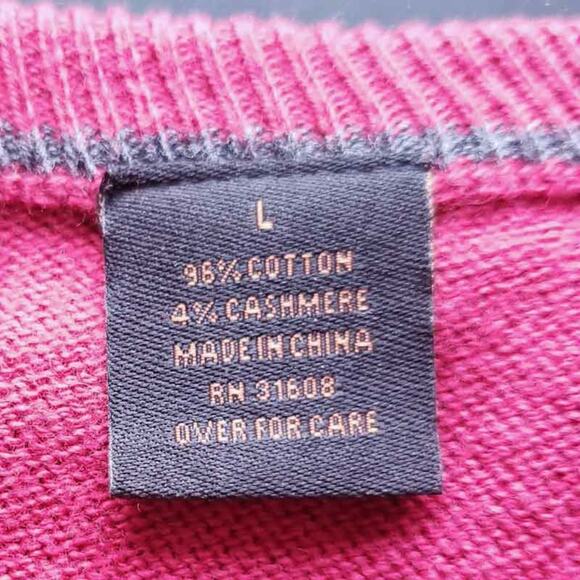 L
96% COTTON
4% CASHMERE
MADE IN CHINA
RN 31608
OVER FOR CARE